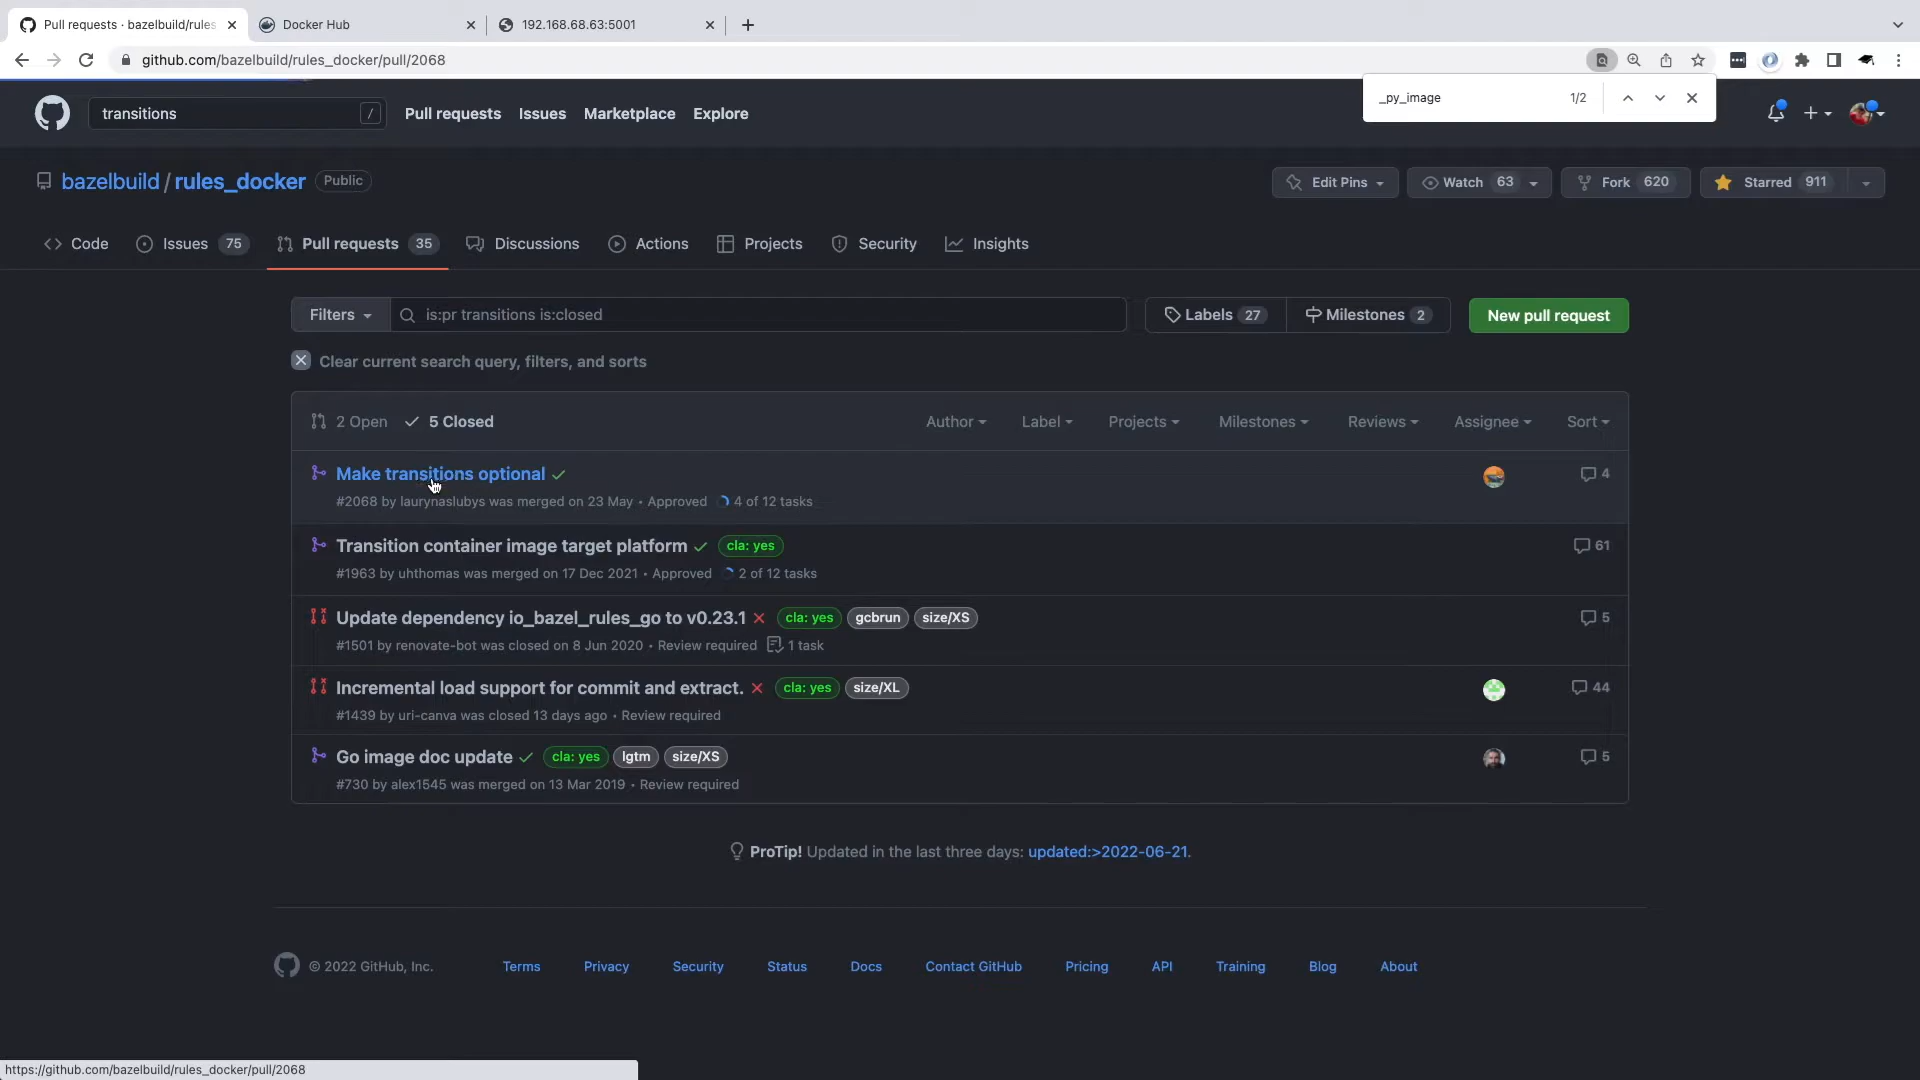 Pull requests · bazelbuild/rules
Docker Hub
192.168.68.63:5001
github.com/bazelbuild/rules_docker/pull/2068
_py_image 1/2
transitions /
Pull requests Issues Marketplace Explore
bazelbuild / rules_docker Public
Edit Pins Watch 63 Fork 620 Starred 911
Code Issues 75 Pull requests 35 Discussions Actions Projects Security Insights
Filters is:pr transitions is:closed Labels 27 Milestones 2 New pull request
Clear current search query, filters, and sorts
2 Open 5 Closed Author Label Projects Milestones Reviews Assignee Sort
Make transitions optional 4
#2068 by laurynaslubys was merged on 23 May • Approved 4 of 12 tasks
Transition container image target platform cla: yes 61
#1963 by uhthomas was merged on 17 Dec 2021 • Approved 2 of 12 tasks
Update dependency io_bazel_rules_go to v0.23.1 cla: yes gcbrun size/XS 5
#1501 by renovate-bot was closed on 8 Jun 2020 • Review required 1 task
Incremental load support for commit and extract. cla: yes size/XL 44
#1439 by uri-canva was closed 13 days ago • Review required
Go image doc update cla: yes lgtm size/XS 5
#730 by alex1545 was merged on 13 Mar 2019 • Review required
ProTip! Updated in the last three days: updated:>2022-06-21.
© 2022 GitHub, Inc. Terms Privacy Security Status Docs Contact GitHub Pricing API Training Blog About
https://github.com/bazelbuild/rules_docker/pull/2068